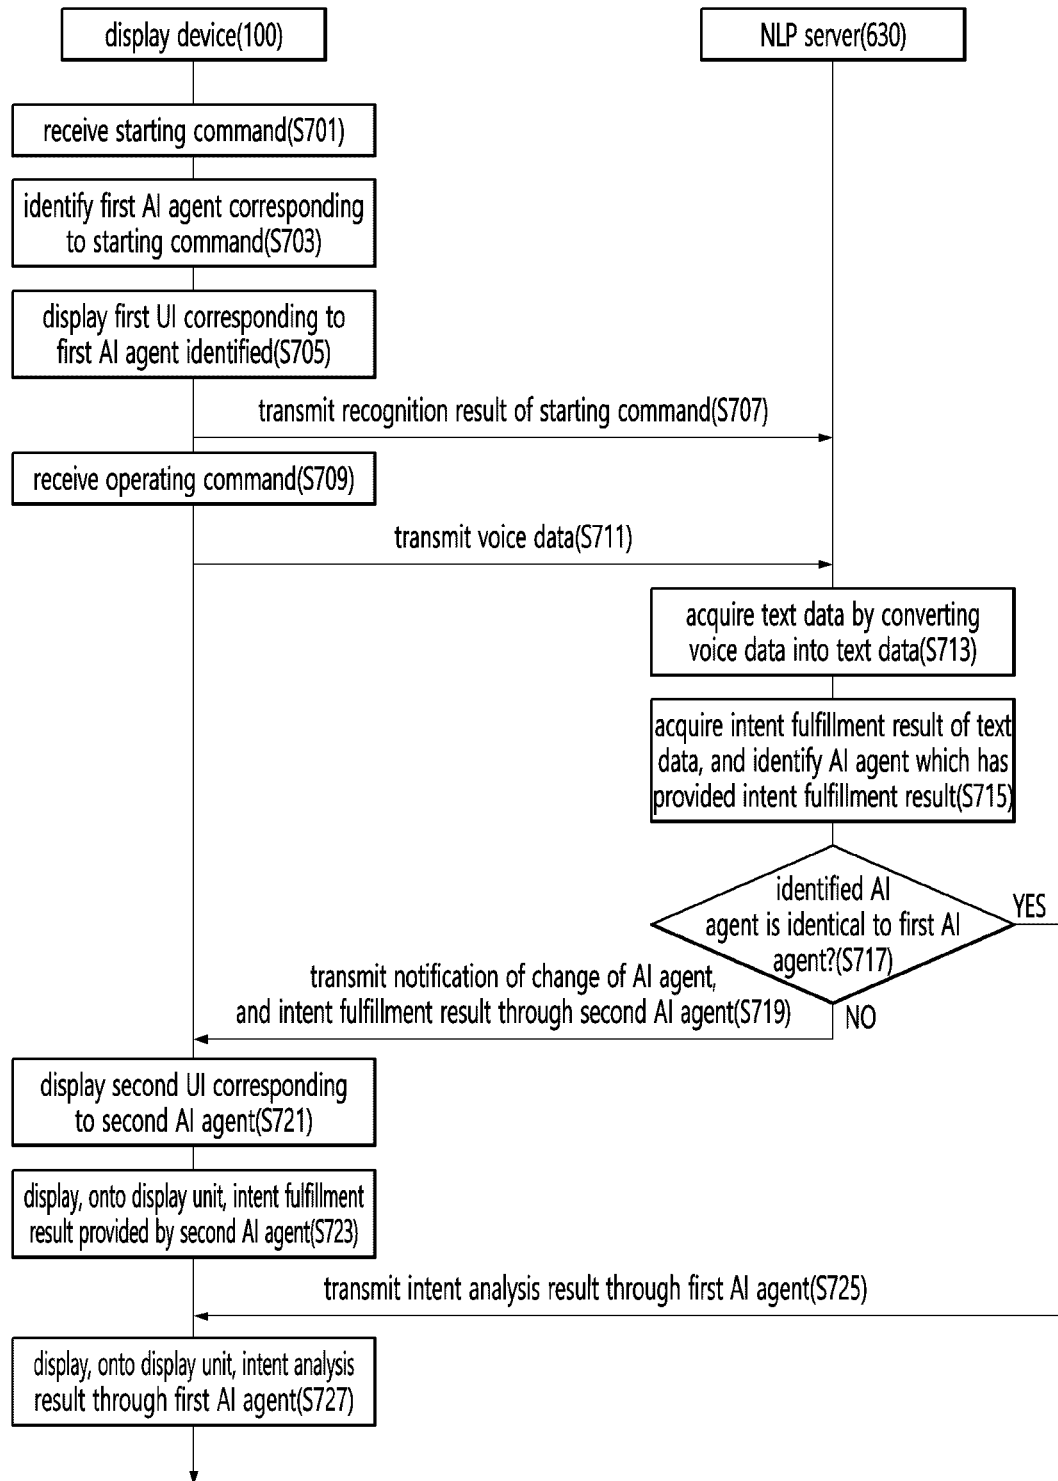 display device(100)
NLP server(630)
receive starting command(S701)
identify first AI agent corresponding
to starting command(S703)
display first UI corresponding to
first AI agent identified(S705)
transmit recognition result of starting command(S707)
receive operating command(S709)
transmit voice data(S711)
acquire text data by converting
voice data into text data(S713)
acquire intent fulfillment result of text
data, and identify AI agent which has
provided intent fulfillment result(S715)
identified AI
agent is identical to first AI
agent?(S717)
YES
NO
transmit notification of change of AI agent,
and intent fulfillment result through second AI agent(S719)
display second UI corresponding
to second AI agent(S721)
display, onto display unit, intent fulfillment
result provided by second AI agent(S723)
transmit intent analysis result through first AI agent(S725)
display, onto display unit, intent analysis
result through first AI agent(S727)